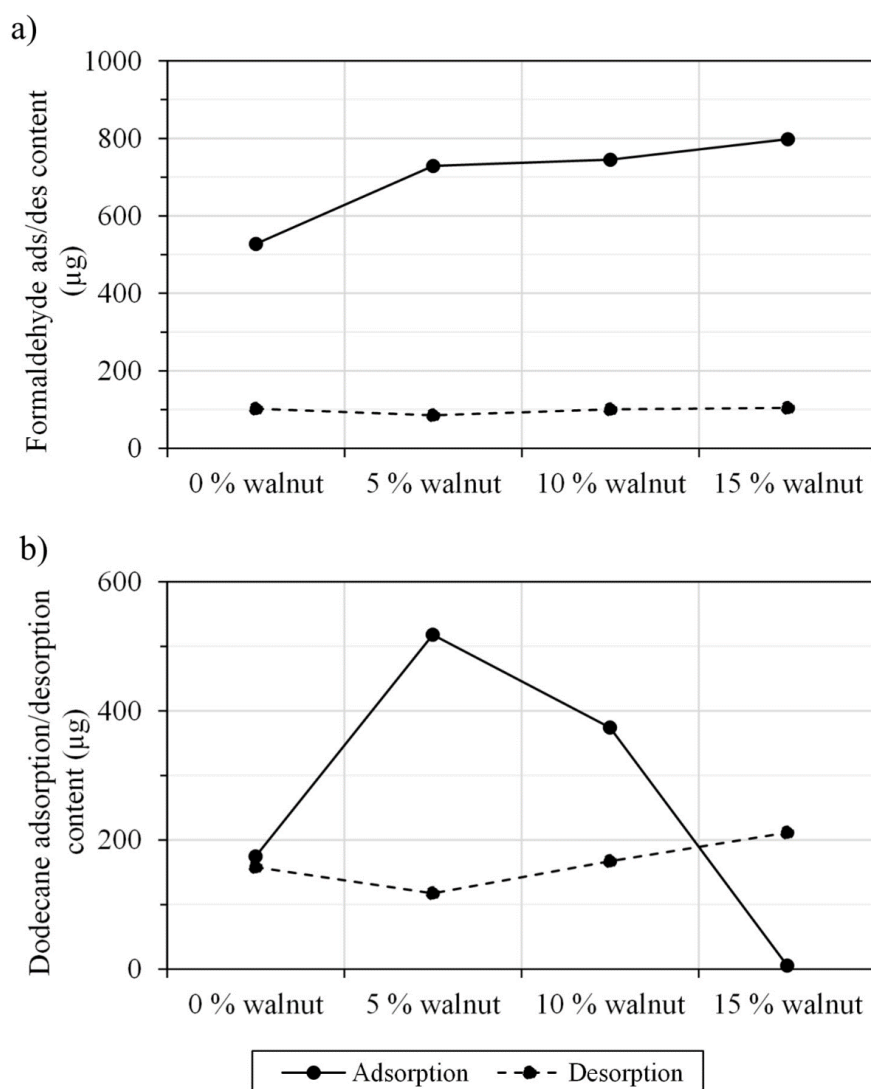 a)
Formaldehyde ads/des content
(µg)
1000
800
600
400
200
0
0 % walnut 5 % walnut 10 % walnut 15 % walnut
b)
Dodecane adsorption/desorption
content (µg)
600
400
200
0
0 % walnut 5 % walnut 10 % walnut 15 % walnut
Adsorption Desorption